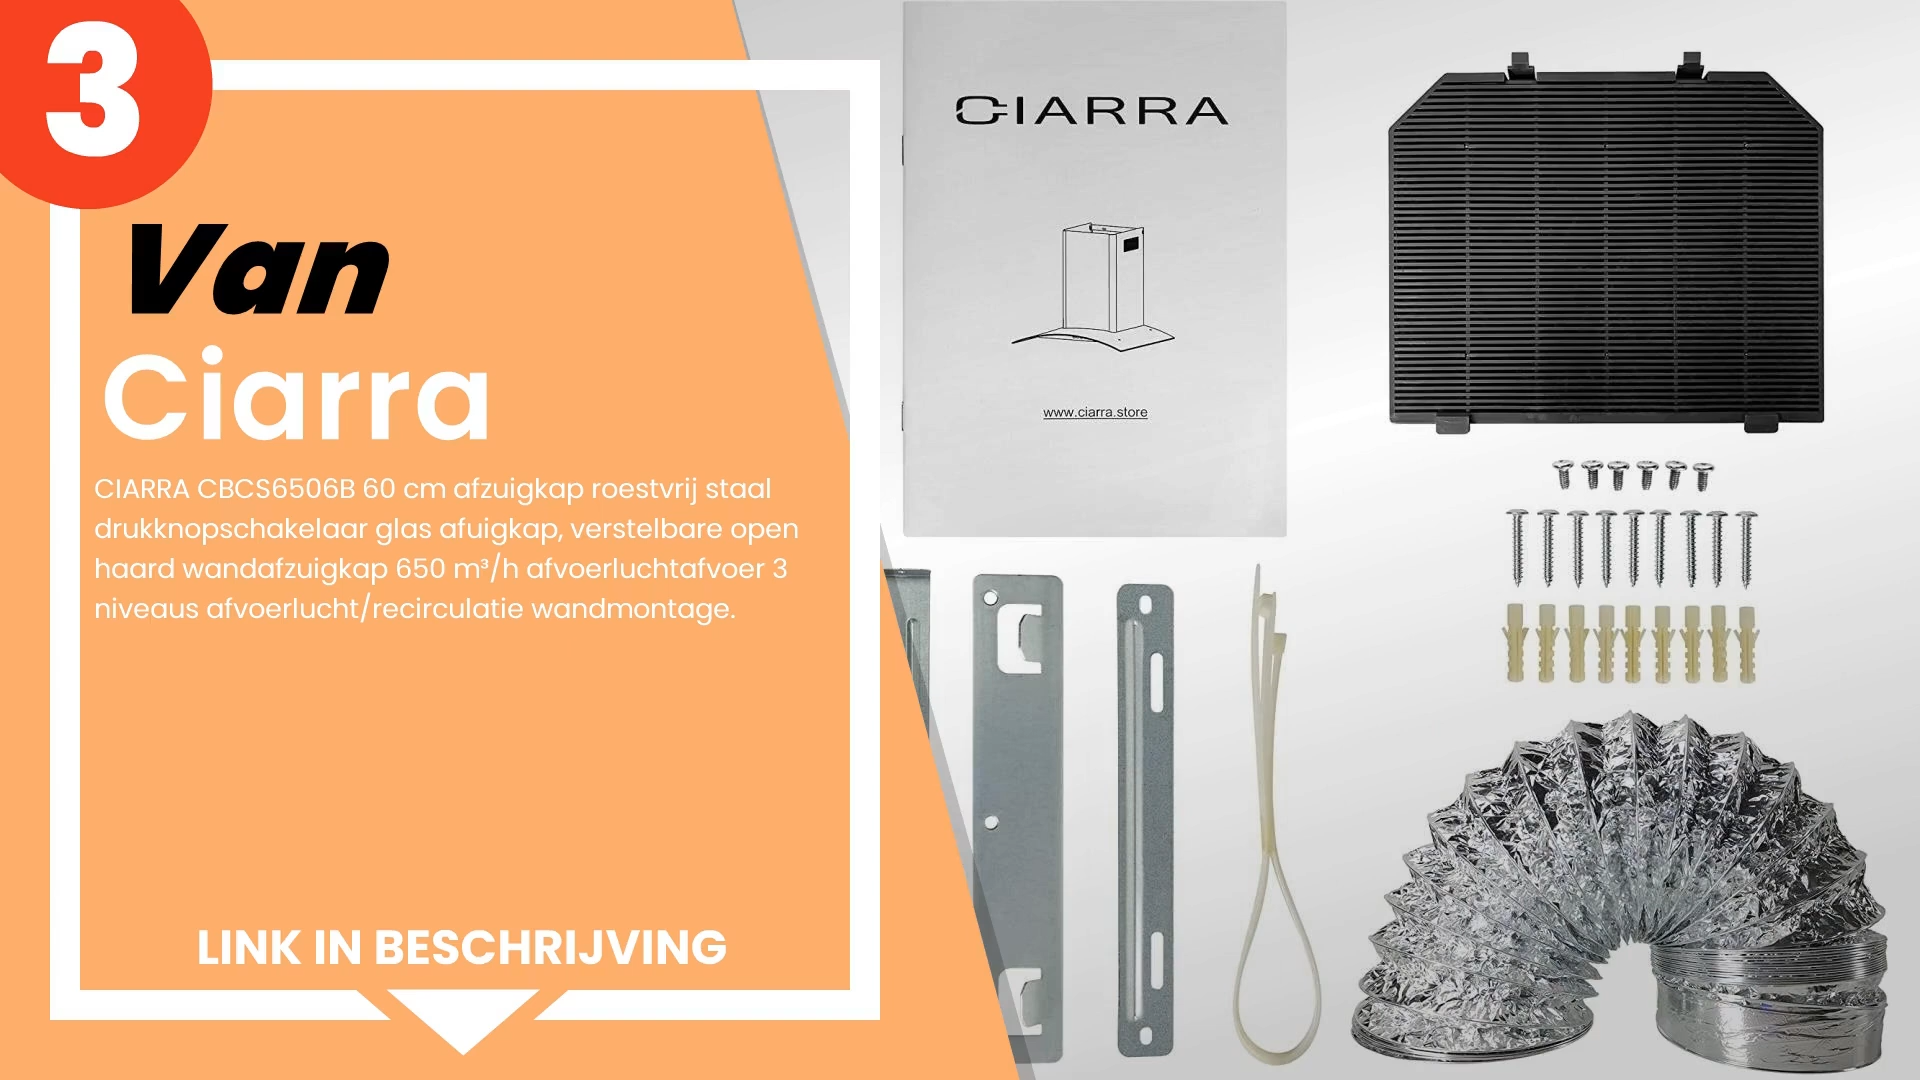 3
Van
Ciarra
CIARRA CBCS6506B 60 cm afzuigkap roestvrij staal
drukknopschakelaar glas afuigkap, verstelbare open
haard wandafzuigkap 650 m³/h afvoerluchtafvoer 3
niveaus afvoerlucht/recirculatie wandmontage.
LINK IN BESCHRIJVING
CIARRA
www.ciarra.store